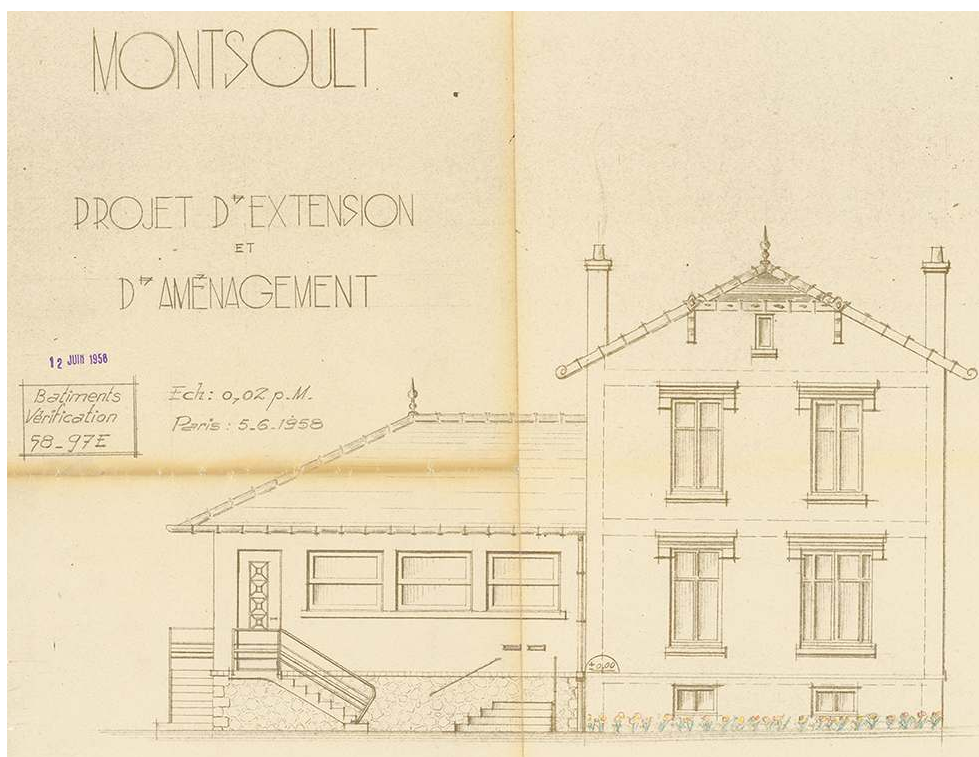 MONTSOULT
PROJET D'EXTENSION
ET
D'AMÉNAGEMENT
12 JUIN 1958
Batiments
Vérification
58-97E
Ech: 0,02 p.M.
Paris: 5-6-1958
±0,00